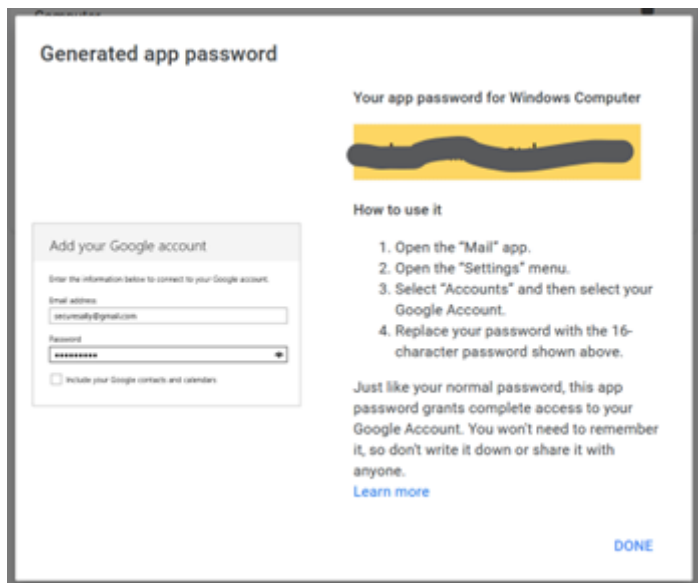 Computer
Generated app password
Your app password for Windows Computer
How to use it
1. Open the “Mail” app.
2. Open the “Settings” menu.
3. Select “Accounts” and then select your
Google Account.
4. Replace your password with the 16-
character password shown above.
Just like your normal password, this app
password grants complete access to your
Google Account. You won't need to remember
it, so don't write it down or share it with
anyone.
Learn more
DONE
Add your Google account
Enter the information below to connect to your Google account.
Email address
securesally@gmail.com
Password
•••••••••
Include your Google contacts and calendars